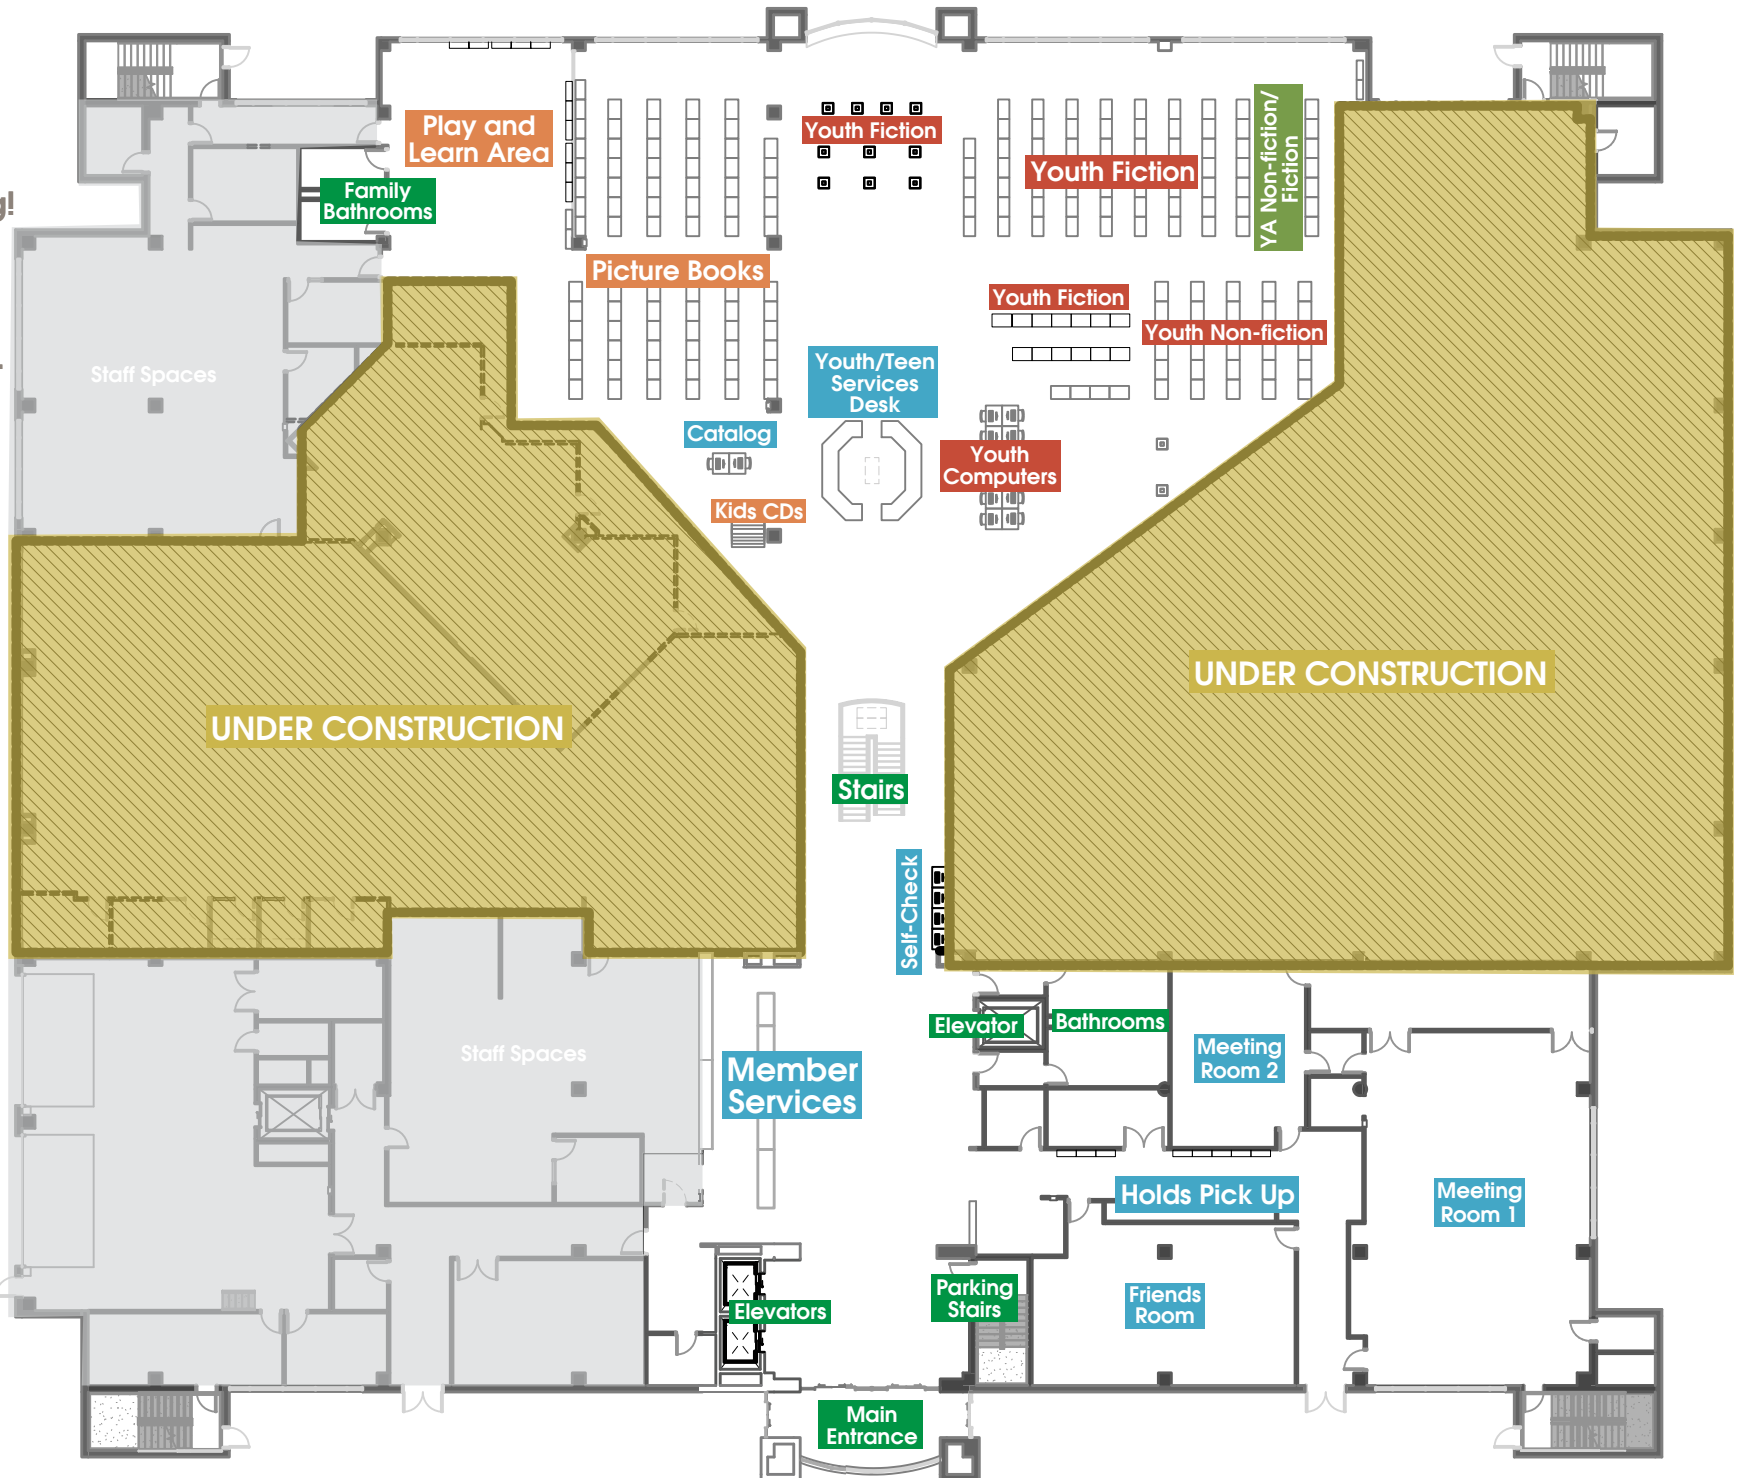 Play and
Learn Area
Youth Fiction
YA Non-fiction/
Fiction
Youth Fiction
Family
Bathrooms
g!
Picture Books
Youth Fiction
Youth Non-fiction
Staff Spaces
Youth/Teen
Services
Desk
Catalog
Youth
Computers
Kids CDs
UNDER CONSTRUCTION
UNDER CONSTRUCTION
Stairs
Self-Check
Elevator
Bathrooms
Meeting
Room 2
Staff Spaces
Member
Services
Holds Pick Up
Meeting
Room 1
Parking
Stairs
Friends
Room
Elevators
Main
Entrance